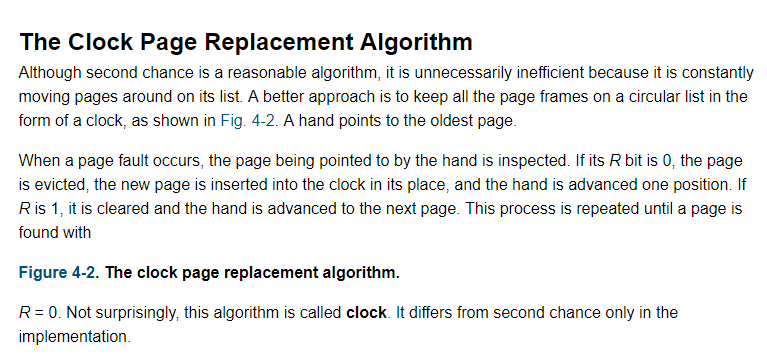 The Clock Page Replacement Algorithm
Although second chance is a reasonable algorithm, it is unnecessarily inefficient because it is constantly
moving pages around on its list. A better approach is to keep all the page frames on a circular list in the
form of a clock, as shown in Fig. 4-2. A hand points to the oldest page.
When a page fault occurs, the page being pointed to by the hand is inspected. If its R bit is 0, the page
is evicted, the new page is inserted into the clock in its place, and the hand is advanced one position. If
R is 1, it is cleared and the hand is advanced to the next page. This process is repeated until a page is
found with
Figure 4-2. The clock page replacement algorithm.
R = 0. Not surprisingly, this algorithm is called clock. It differs from second chance only in the
implementation.